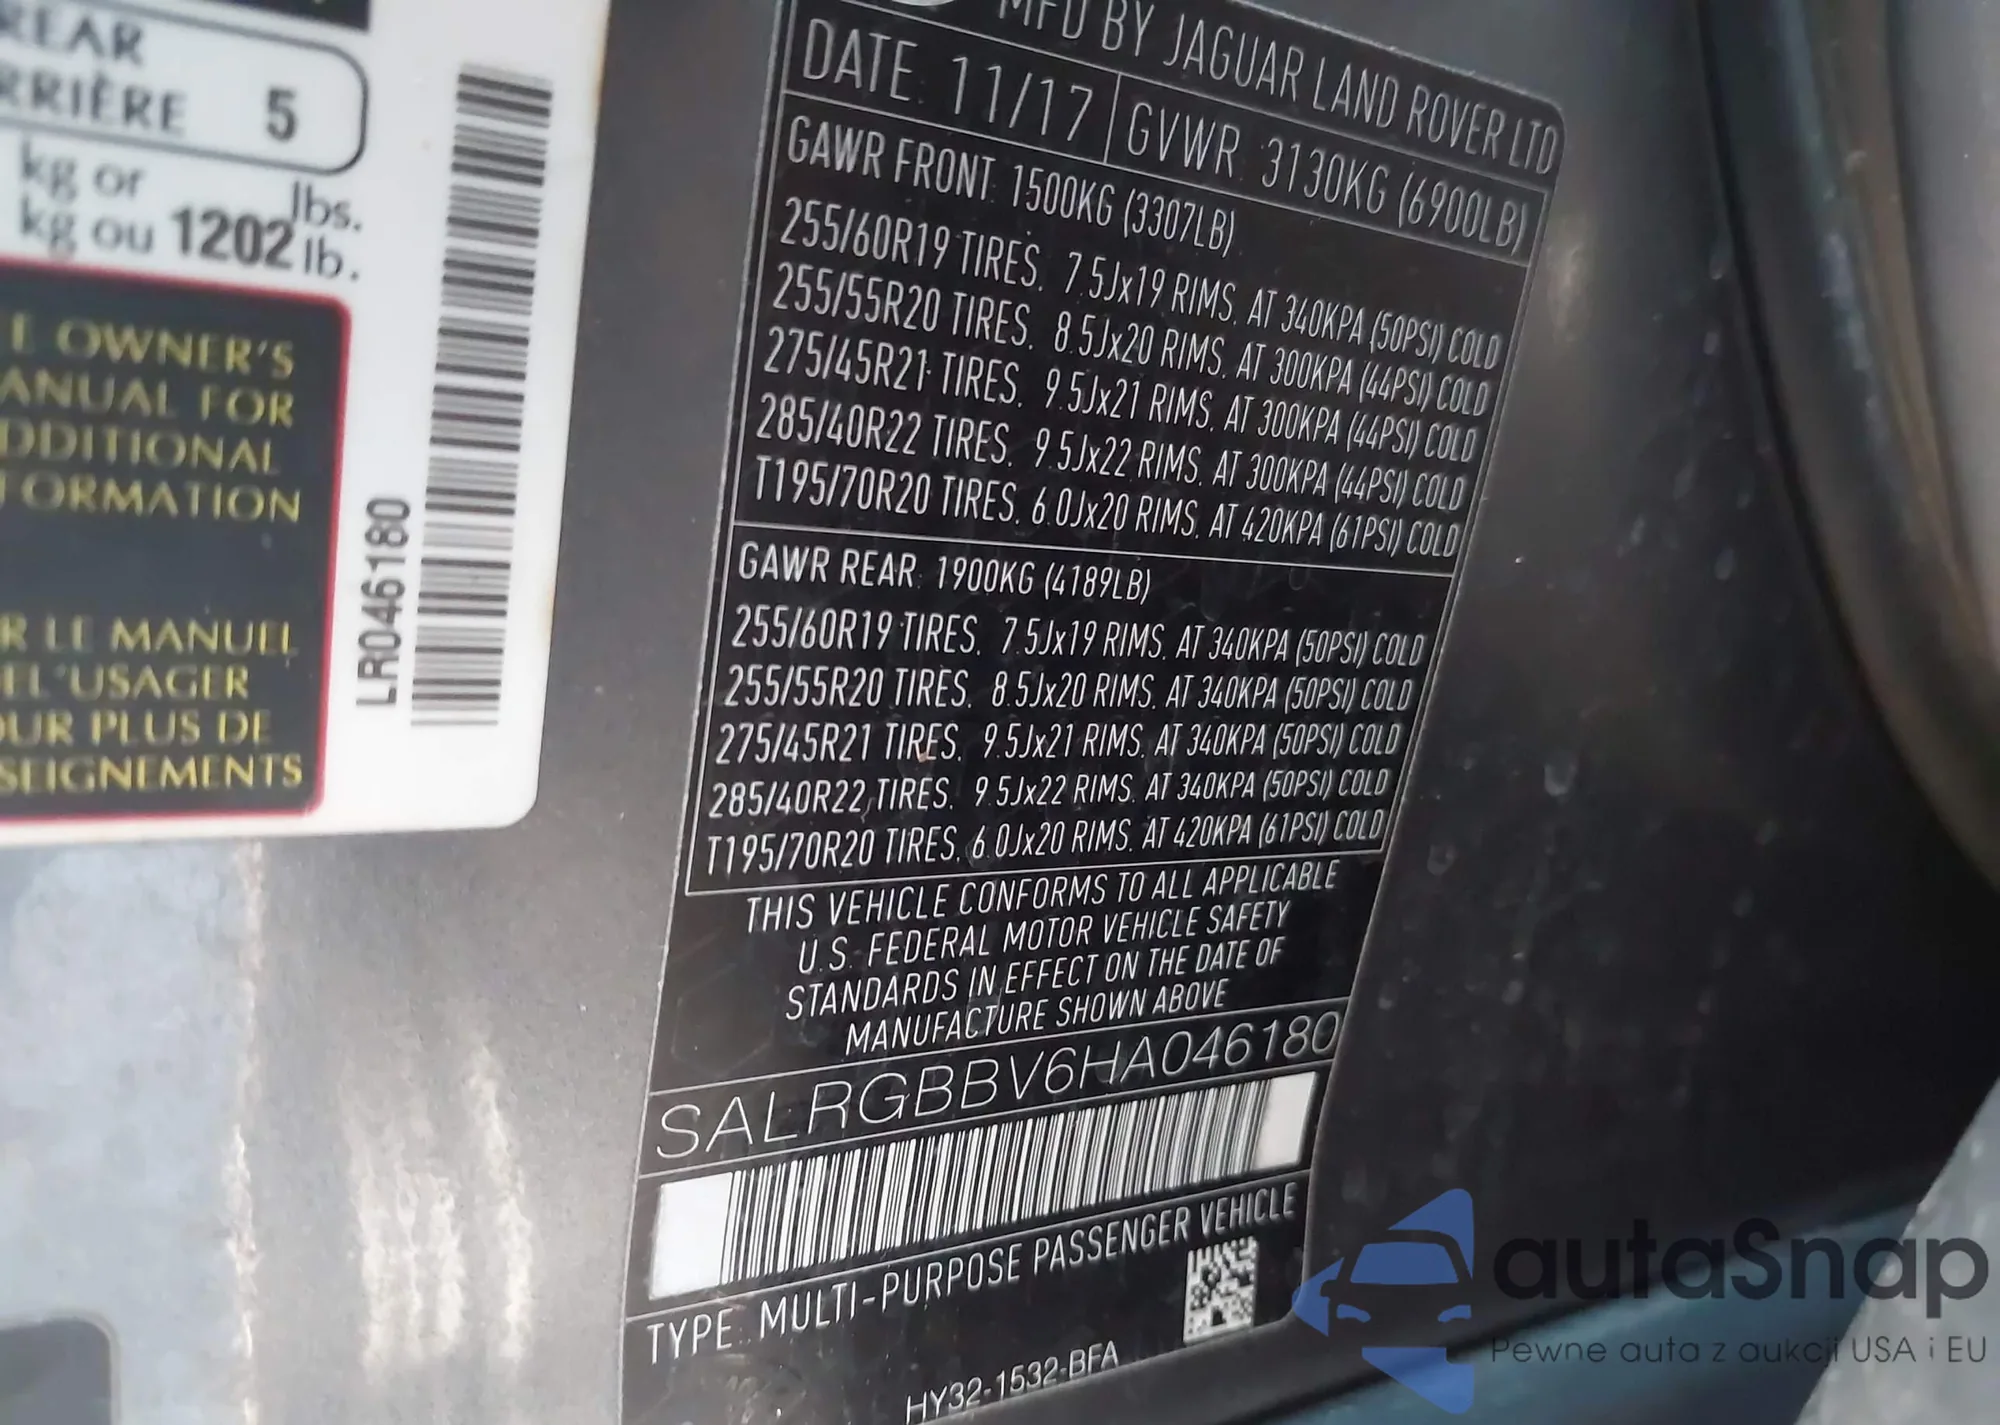 REAR
RRIÈRE 5
kg or lbs.
kg ou 1202 lb.
E OWNER'S
ANUAL FOR
DDITIONAL
FORMATION
R LE MANUEL
EL'USAGER
OUR PLUS DE
SEIGNEMENTS
LR046180
MFD BY JAGUAR LAND ROVER LTD
DATE: 11/17 GVWR: 3130KG (6900LB)
GAWR FRONT: 1500KG (3307LB)
255/60R19 TIRES. 7.5Jx19 RIMS. AT 340KPA (50PSI) COLD
255/55R20 TIRES. 8.5Jx20 RIMS. AT 300KPA (44PSI) COLD
275/45R21 TIRES. 9.5Jx21 RIMS. AT 300KPA (44PSI) COLD
285/40R22 TIRES. 9.5Jx22 RIMS. AT 300KPA (44PSI) COLD
T195/70R20 TIRES. 6.0Jx20 RIMS. AT 420KPA (61PSI) COLD
GAWR REAR: 1900KG (4189LB)
255/60R19 TIRES. 7.5Jx19 RIMS. AT 340KPA (50PSI) COLD
255/55R20 TIRES. 8.5Jx20 RIMS. AT 340KPA (50PSI) COLD
275/45R21 TIRES. 9.5Jx21 RIMS. AT 340KPA (50PSI) COLD
285/40R22 TIRES. 9.5Jx22 RIMS. AT 340KPA (50PSI) COLD
T195/70R20 TIRES. 6.0Jx20 RIMS. AT 420KPA (61PSI) COLD
THIS VEHICLE CONFORMS TO ALL APPLICABLE
U.S. FEDERAL MOTOR VEHICLE SAFETY
STANDARDS IN EFFECT ON THE DATE OF
MANUFACTURE SHOWN ABOVE
SALRGBBV6HA046180
TYPE: MULTI-PURPOSE PASSENGER VEHICLE
HY32-1532-BFA
autaSnap
Pewne auta z aukcji USA i EU